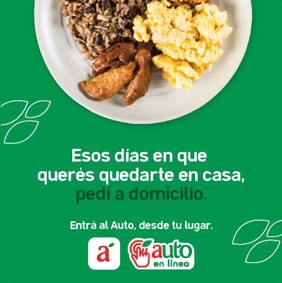 Esos días en que
querés quedarte en casa,
pedí a domicilio.
Entrá al Auto, desde tu lugar.
a auto
en línea